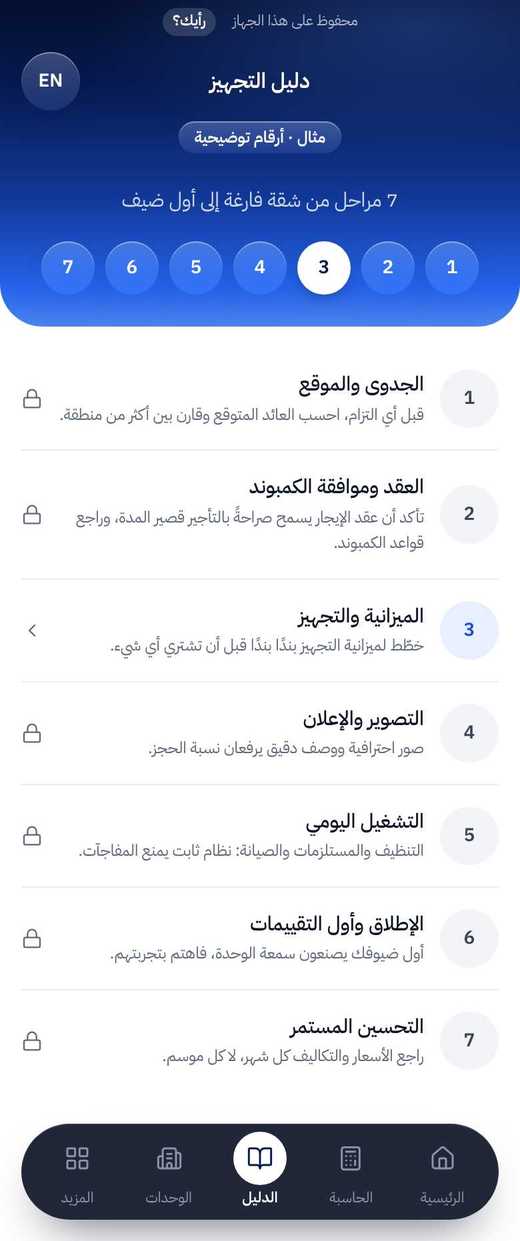 محفوظ على هذا الجهاز
رأيك؟
دليل التجهيز
EN
مثال · أرقام توضيحية
7 مراحل من شقة فارغة إلى أول ضيف
1 2 3 4 5 6 7
1
الجدوى والموقع
قبل أي التزام، احسب العائد المتوقع وقارن بين أكثر من منطقة.
2
العقد وموافقة الكمبوند
تأكد أن عقد الإيجار يسمح صراحةً بالتأجير قصير المدة، وراجع
قواعد الكمبوند.
3
الميزانية والتجهيز
خطّط لميزانية التجهيز بندًا بندًا قبل أن تشتري أي شيء.
4
التصوير والإعلان
صور احترافية ووصف دقيق يرفعان نسبة الحجز.
5
التشغيل اليومي
التنظيف والمستلزمات والصيانة: نظام ثابت يمنع المفاجآت.
6
الإطلاق وأول التقييمات
أول ضيوفك يصنعون سمعة الوحدة، فاهتم بتجربتهم.
7
التحسين المستمر
راجع الأسعار والتكاليف كل شهر، لا كل موسم.
الرئيسية
الحاسبة
الدليل
الوحدات
المزيد